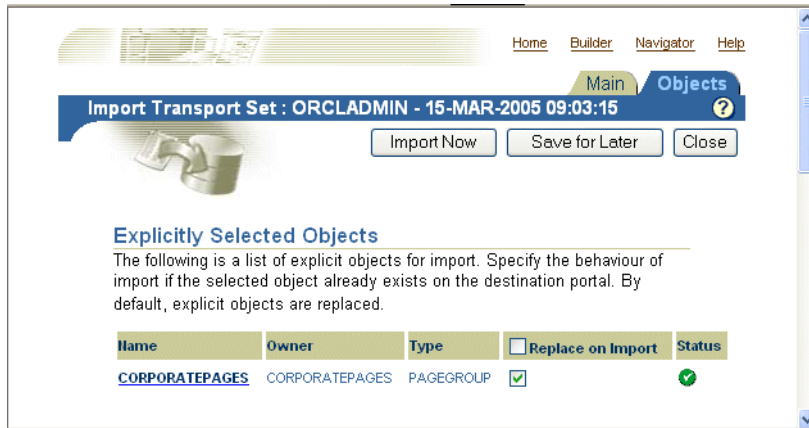 Home Builder Navigator Help
Main Objects
Import Transport Set : ORCLADMIN - 15-MAR-2005 09:03:15 ?
Import Now Save for Later Close
Explicitly Selected Objects
The following is a list of explicit objects for import. Specify the behaviour of
import if the selected object already exists on the destination portal. By
default, explicit objects are replaced.
Name Owner Type Replace on Import Status
CORPORATEPAGES CORPORATEPAGES PAGEGROUP